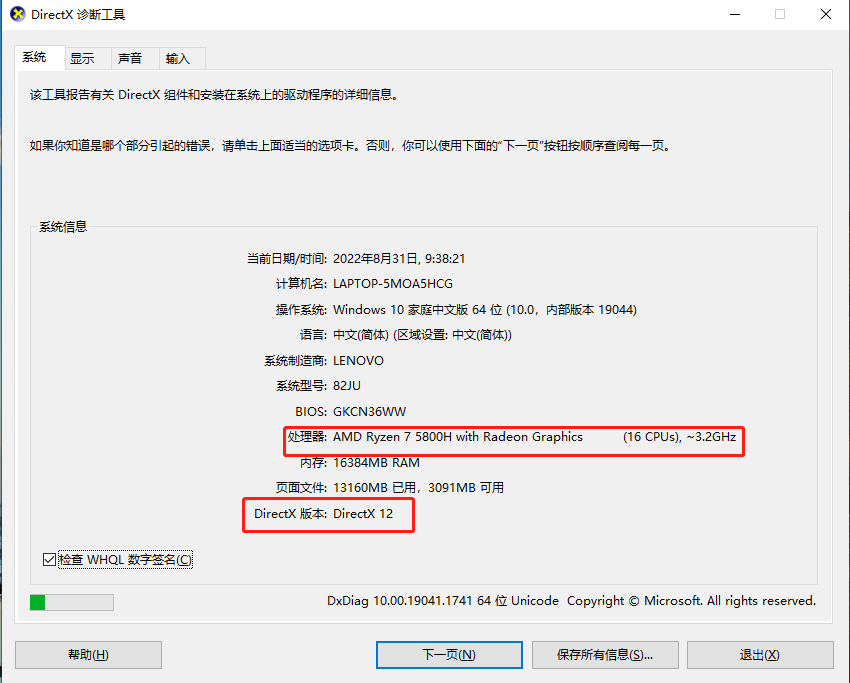 DirectX 诊断工具
系统 显示 声音 输入
该工具报告有关 DirectX 组件和安装在系统上的驱动程序的详细信息。
如果你知道是哪个部分引起的错误，请单击上面适当的选项卡。否则，你可以使用下面的“下一页”按钮按顺序查阅每一页。
系统信息
当前日期/时间: 2022年8月31日, 9:38:21
计算机名: LAPTOP-5MOA5HCG
操作系统: Windows 10 家庭中文版 64 位 (10.0，内部版本 19044)
语言: 中文(简体) (区域设置: 中文(简体))
系统制造商: LENOVO
系统型号: 82JU
BIOS: GKCN36WW
处理器: AMD Ryzen 7 5800H with Radeon Graphics (16 CPUs), ~3.2GHz
内存: 16384MB RAM
页面文件: 13160MB 已用，3091MB 可用
DirectX 版本: DirectX 12
检查 WHQL 数字签名(C)
DxDiag 10.00.19041.1741 64 位 Unicode Copyright © Microsoft. All rights reserved.
帮助(H) 下一页(N) 保存所有信息(S)... 退出(X)